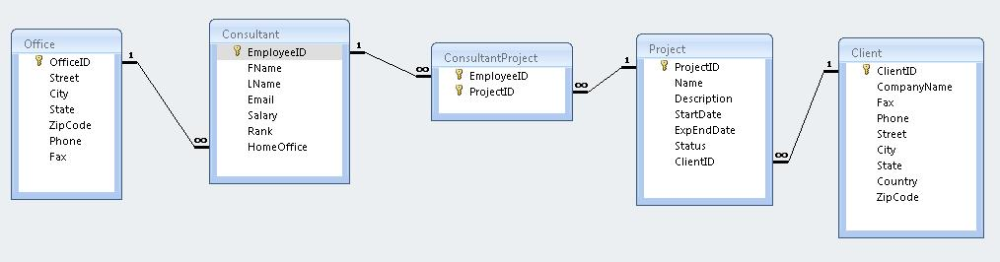 Office
OfficeID
Street
City
State
ZipCode
Phone
Fax
1
∞
Consultant
EmployeeID
FName
LName
Email
Salary
Rank
HomeOffice
1
∞
ConsultantProject
EmployeeID
ProjectID
∞
1
Project
ProjectID
Name
Description
StartDate
ExpEndDate
Status
ClientID
∞
1
Client
ClientID
CompanyName
Fax
Phone
Street
City
State
Country
ZipCode